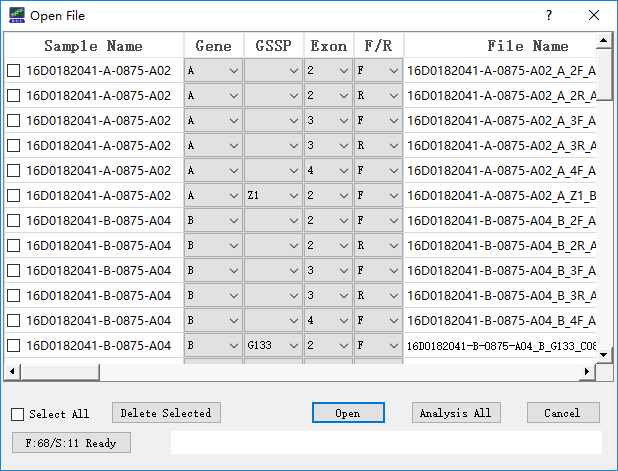 Open File
Sample Name Gene GSSP Exon F/R File Name
16D0182041-A-0875-A02 A 2 F 16D0182041-A-0875-A02_A_2F_A
16D0182041-A-0875-A02 A 2 R 16D0182041-A-0875-A02_A_2R_A
16D0182041-A-0875-A02 A 3 F 16D0182041-A-0875-A02_A_3F_A
16D0182041-A-0875-A02 A 3 R 16D0182041-A-0875-A02_A_3R_A
16D0182041-A-0875-A02 A 4 F 16D0182041-A-0875-A02_A_4F_A
16D0182041-A-0875-A02 A Z1 2 F 16D0182041-A-0875-A02_A_Z1_B
16D0182041-B-0875-A04 B 2 F 16D0182041-B-0875-A04_B_2F_A
16D0182041-B-0875-A04 B 2 R 16D0182041-B-0875-A04_B_2R_A
16D0182041-B-0875-A04 B 3 F 16D0182041-B-0875-A04_B_3F_A
16D0182041-B-0875-A04 B 3 R 16D0182041-B-0875-A04_B_3R_A
16D0182041-B-0875-A04 B 4 F 16D0182041-B-0875-A04_B_4F_A
16D0182041-B-0875-A04 B G133 2 F 16D0182041-B-0875-A04_B_G133_C08
Select All Delete Selected Open Analysis All Cancel
F:68/S:11 Ready